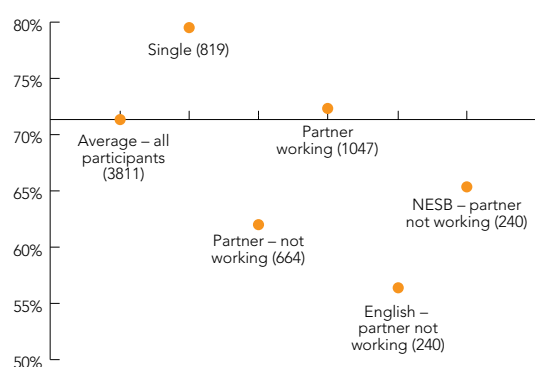 80%
Single (819)
75%
70%
Average – all
participants
(3811)
Partner
working (1047)
65%
NESB – partner
not working (240)
60%
Partner – not
working (664)
55%
English –
partner not
working (240)
50%